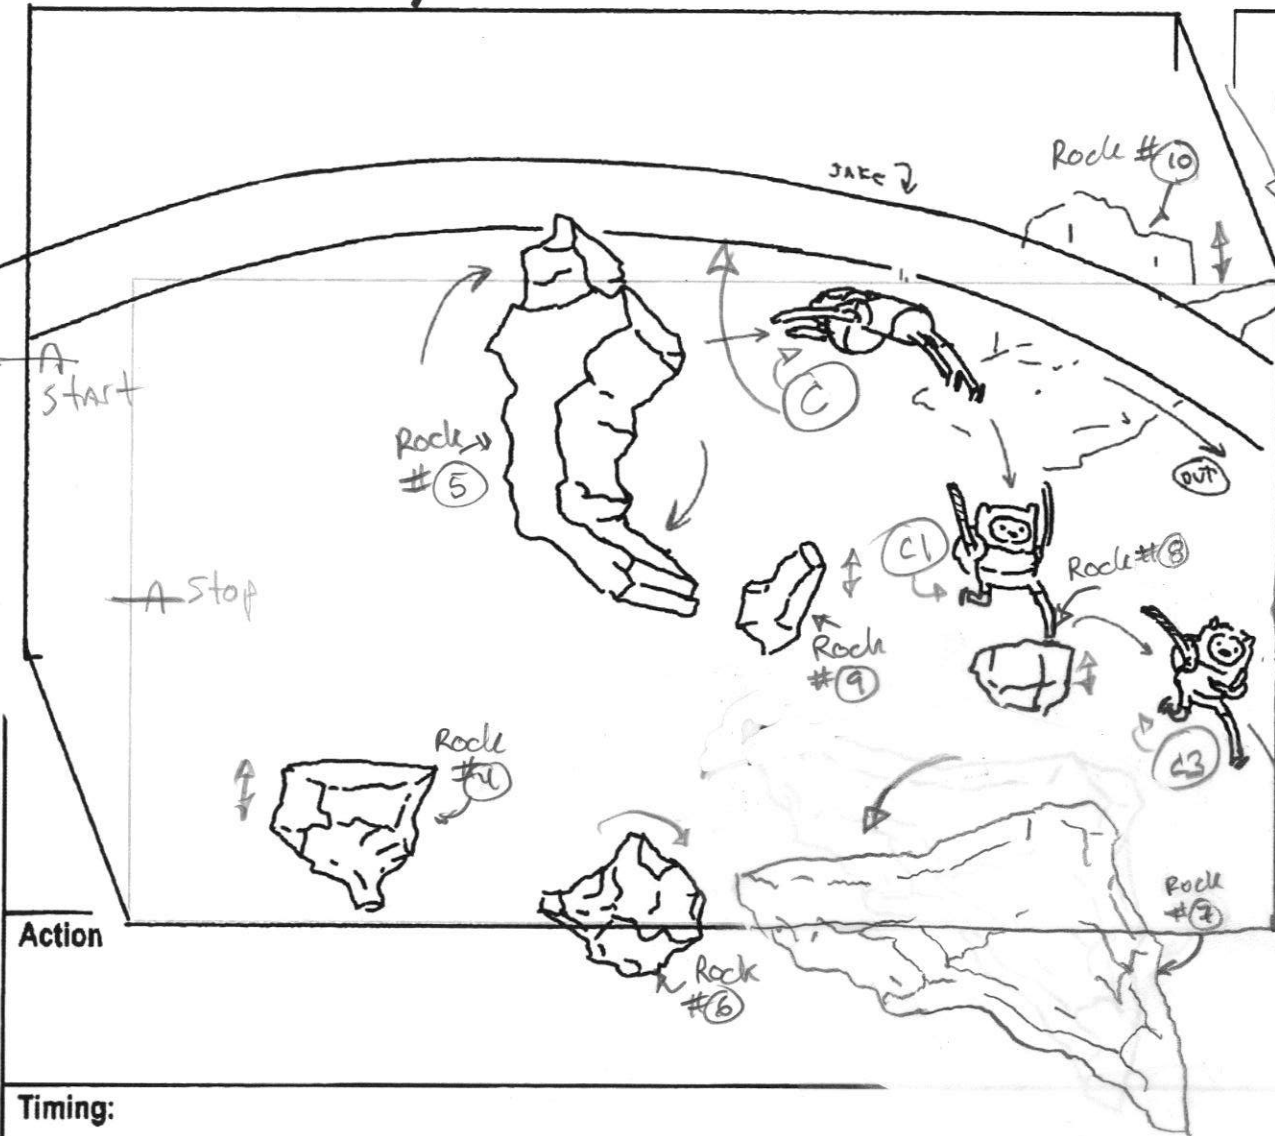 Rock #10
JAKE
A
START
C
Rock
#5
OUT
C1
Rock #8
A Stop
Rock
#9
C3
Rock
#4
Rock
#7
Action
Rock
#6
Timing: